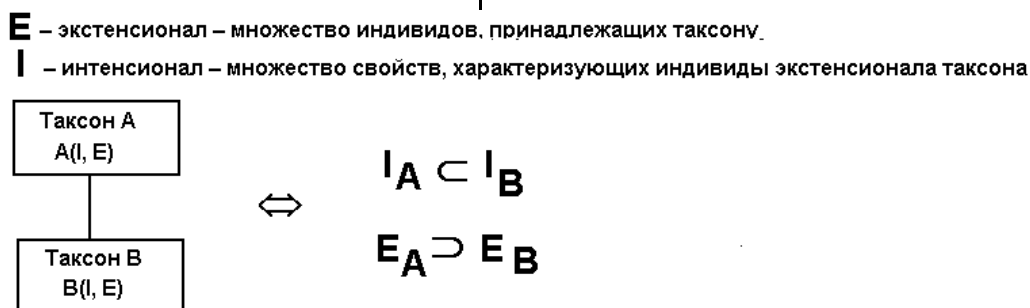 E – экстенсионал – множество индивидов, принадлежащих таксону
I – интенсионал – множество свойств, характеризующих индивиды экстенсионала таксона
Таксон A
A(I, E)
⇔
I_A ⊂ I_B
E_A ⊃ E_B
Таксон B
B(I, E)